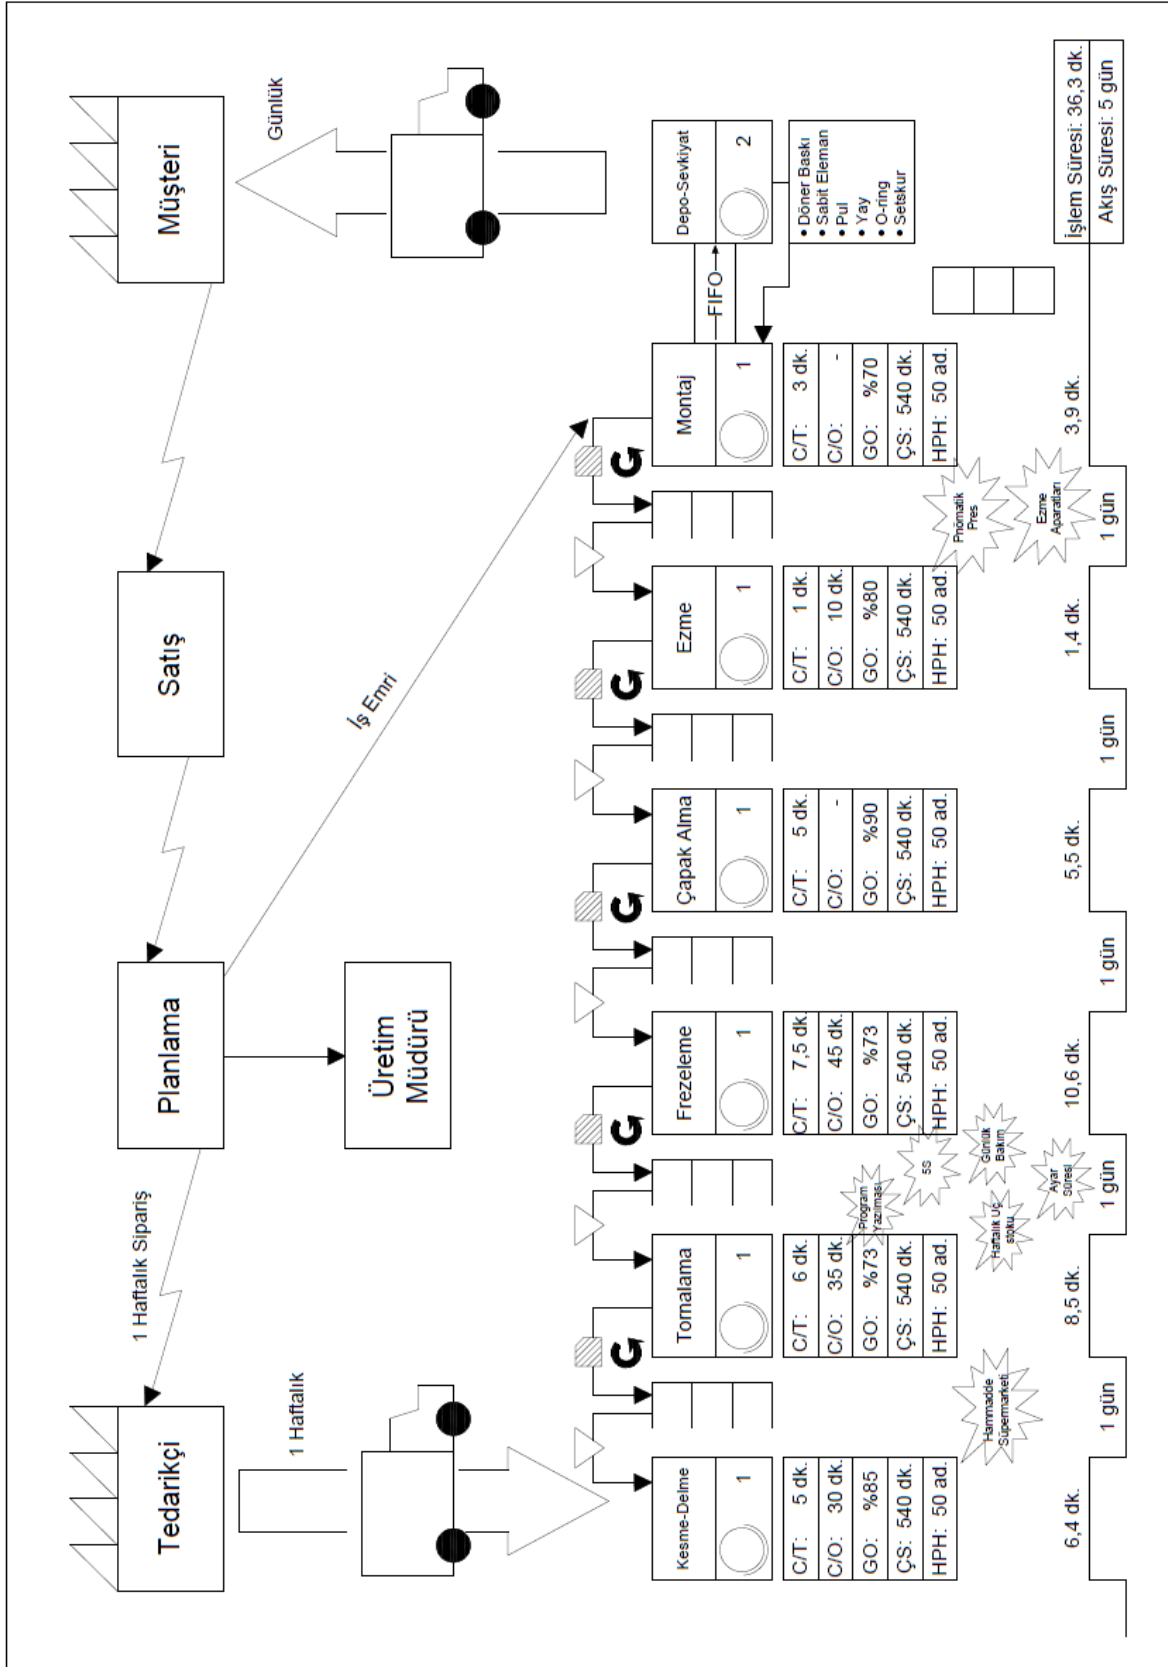 Tedarikçi
Planlama
Satış
Müşteri
1 Haftalık Sipariş
1 Haftalık
Üretim
Müdürü
İş Emri
Günlük
Kesme-Delme
1
C/T: 5 dk.
C/O: 30 dk.
GO: %85
ÇS: 540 dk.
HPH: 50 ad.
Hammadde
Süpermarketi
Tornalama
1
C/T: 6 dk.
C/O: 35 dk.
GO: %73
ÇS: 540 dk.
HPH: 50 ad.
Program
Yazılması
5S
Günlük
Bakım
Haftalık Uç
stoku
Ayar
Süresi
Frezeleme
1
C/T: 7,5 dk.
C/O: 45 dk.
GO: %73
ÇS: 540 dk.
HPH: 50 ad.
Çapak Alma
1
C/T: 5 dk.
C/O: -
GO: %90
ÇS: 540 dk.
HPH: 50 ad.
Ezme
1
C/T: 1 dk.
C/O: 10 dk.
GO: %80
ÇS: 540 dk.
HPH: 50 ad.
Pnömatik
Pres
Ezme
Aparatları
Montaj
1
C/T: 3 dk.
C/O: -
GO: %70
ÇS: 540 dk.
HPH: 50 ad.
FIFO
Depo-Sevkiyat
2
• Döner Baskı
• Sabit Eleman
• Pul
• Yay
• O-ring
• Setskur
6,4 dk.
1 gün
8,5 dk.
1 gün
10,6 dk.
1 gün
5,5 dk.
1 gün
1,4 dk.
1 gün
3,9 dk.
İşlem Süresi: 36,3 dk.
Akış Süresi: 5 gün